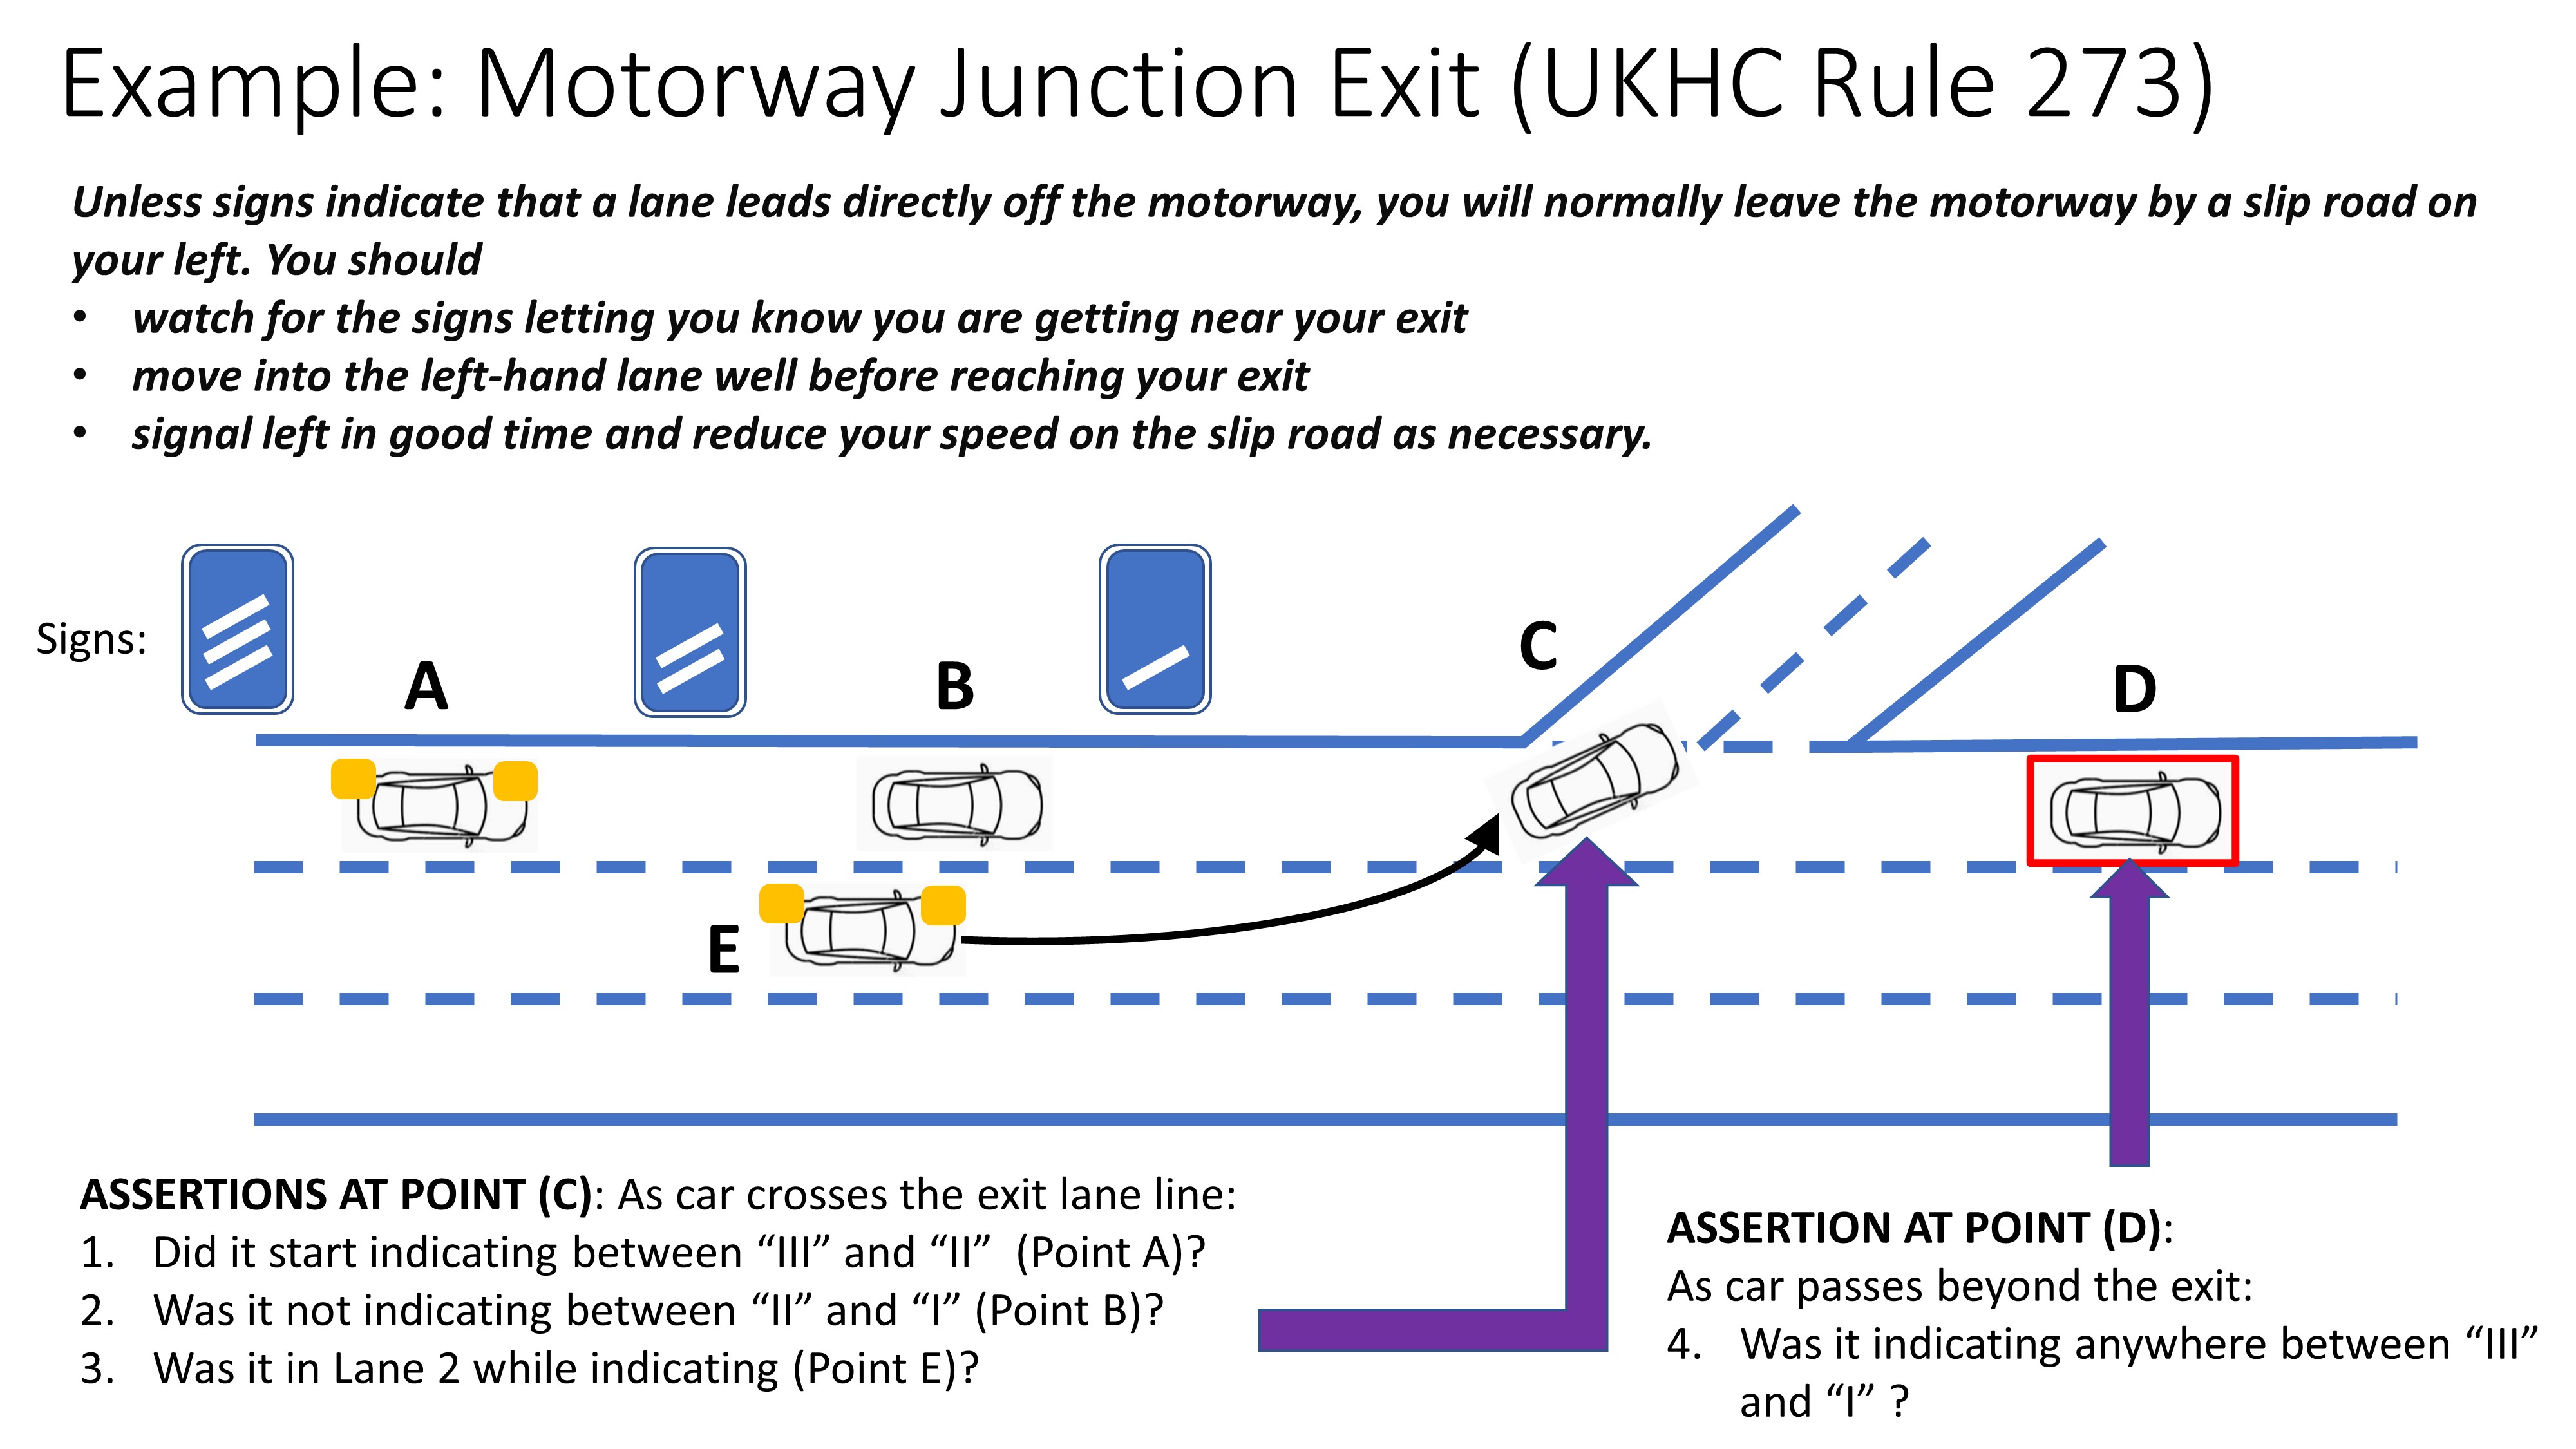 Example: Motorway Junction Exit (UKHC Rule 273)
Unless signs indicate that a lane leads directly off the motorway, you will normally leave the motorway by a slip road on
your left. You should
• watch for the signs letting you know you are getting near your exit
• move into the left-hand lane well before reaching your exit
• signal left in good time and reduce your speed on the slip road as necessary.
Signs:
A
B
C
D
E
ASSERTIONS AT POINT (C): As car crosses the exit lane line:
1. Did it start indicating between “III” and “II” (Point A)?
2. Was it not indicating between “II” and “I” (Point B)?
3. Was it in Lane 2 while indicating (Point E)?
ASSERTION AT POINT (D):
As car passes beyond the exit:
4. Was it indicating anywhere between “III”
and “I” ?